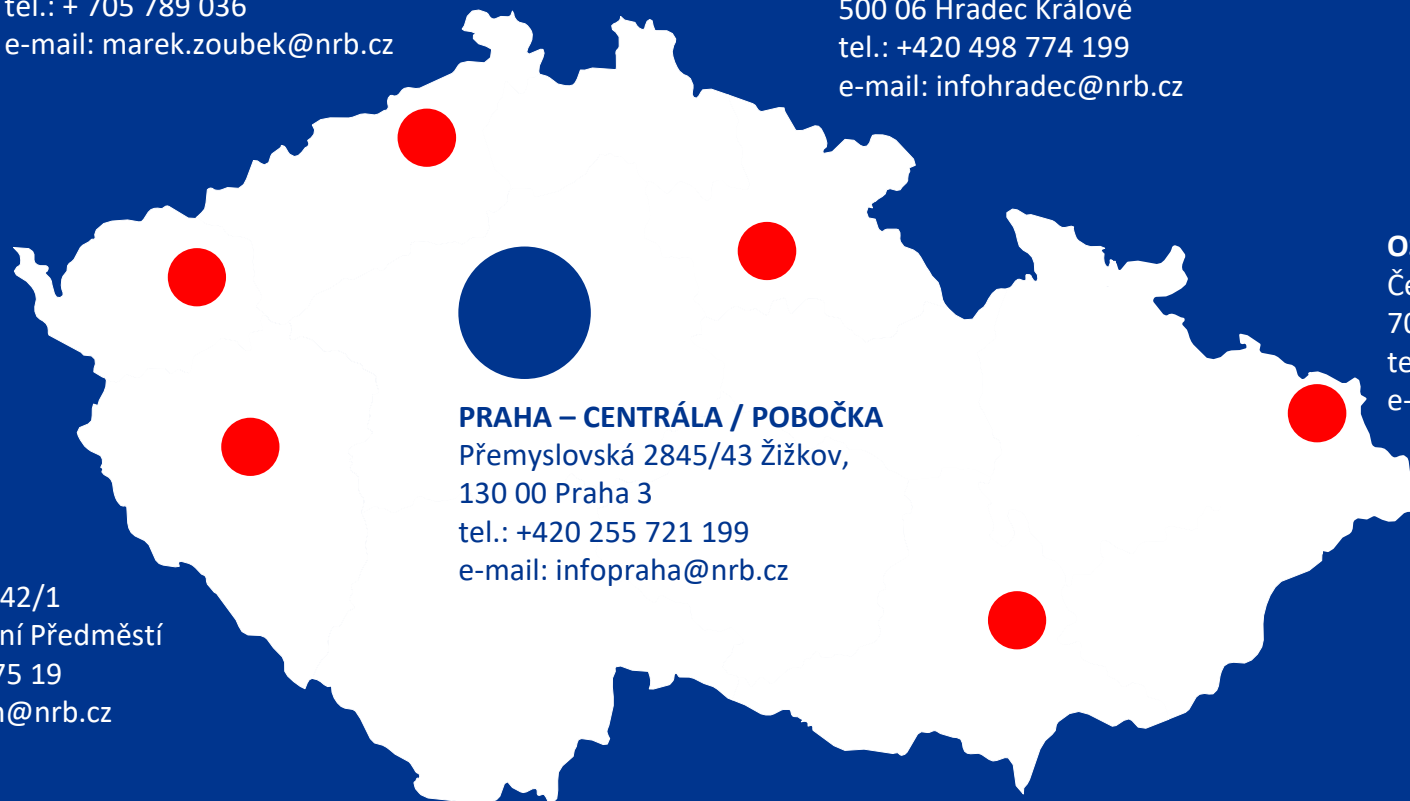 tel.: + 705 789 036
e-mail: marek.zoubek@nrb.cz
500 06 Hradec Králové
tel.: +420 498 774 199
e-mail: infohradec@nrb.cz
PRAHA – CENTRÁLA / POBOČKA
Přemyslovská 2845/43 Žižkov,
130 00 Praha 3
tel.: +420 255 721 199
e-mail: infopraha@nrb.cz
42/1
ní Předměstí
75 19
@nrb.cz